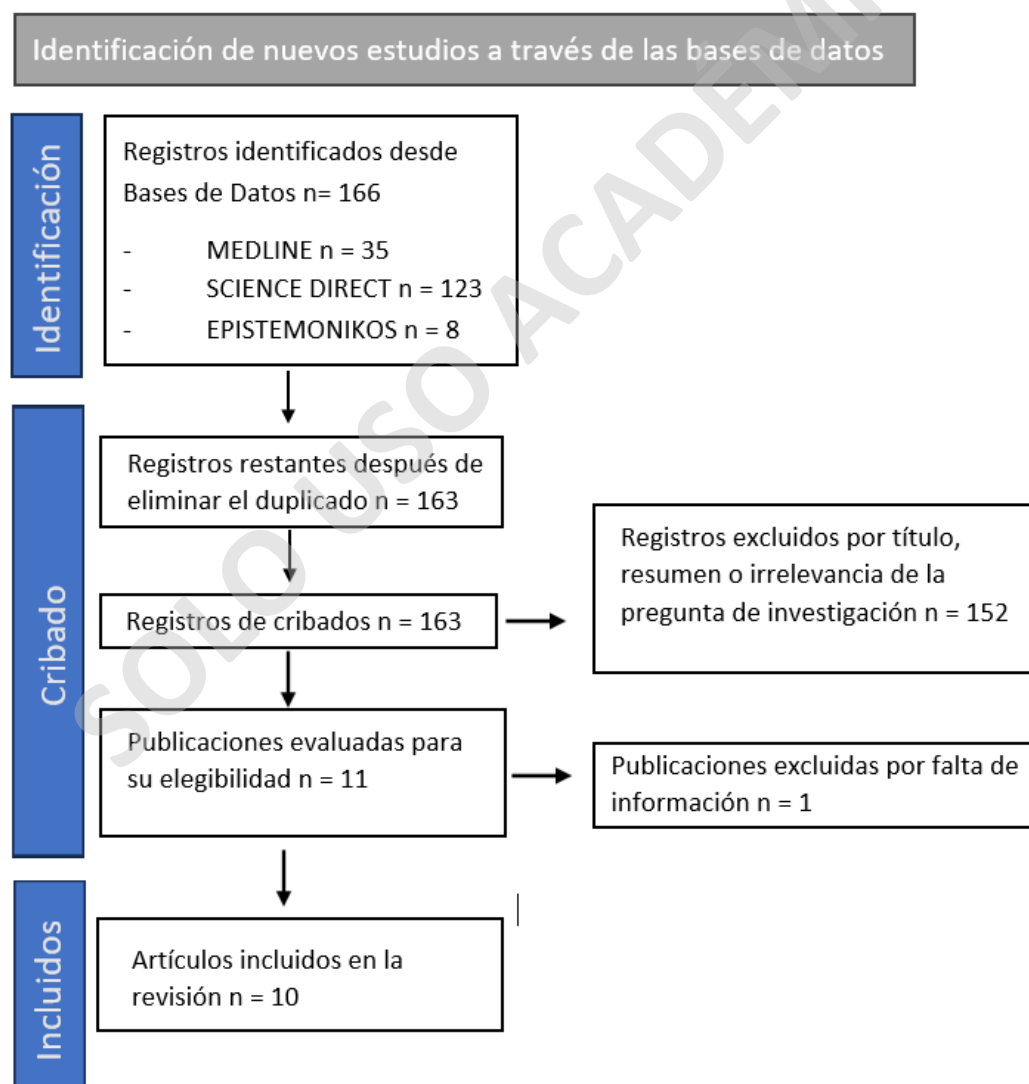 Identificación de nuevos estudios a través de las bases de datos
Identificación
Registros identificados desde
Bases de Datos n= 166
- MEDLINE n = 35
- SCIENCE DIRECT n = 123
- EPISTEMONIKOS n = 8
Cribado
Registros restantes después de
eliminar el duplicado n = 163
Registros de cribados n = 163
Registros excluidos por título,
resumen o irrelevancia de la
pregunta de investigación n = 152
Publicaciones evaluadas para
su elegibilidad n = 11
Publicaciones excluidas por falta de
información n = 1
Incluidos
Artículos incluidos en la
revisión n = 10
SOLO USO ACADÉMI